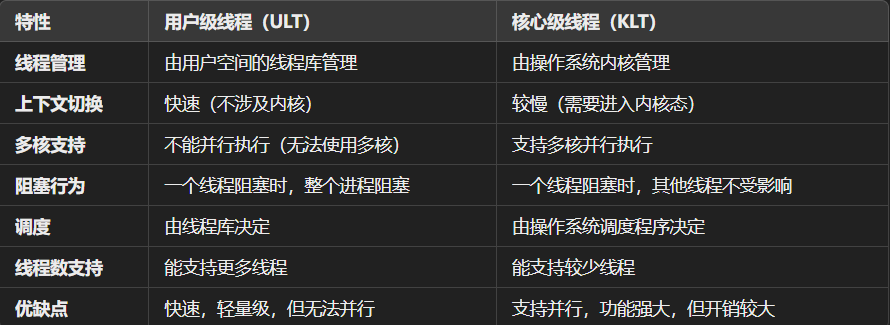 特性 用户级线程（ULT） 核心级线程（KLT）
线程管理 由用户空间的线程库管理 由操作系统内核管理
上下文切换 快速（不涉及内核） 较慢（需要进入内核态）
多核支持 不能并行执行（无法使用多核） 支持多核并行执行
阻塞行为 一个线程阻塞时，整个进程阻塞 一个线程阻塞时，其他线程不受影响
调度 由线程库决定 由操作系统调度程序决定
线程数支持 能支持更多线程 能支持较少线程
优缺点 快速，轻量级，但无法并行 支持并行，功能强大，但开销较大